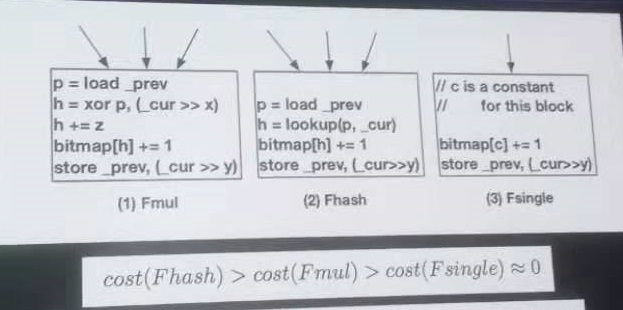 p = load _prev
h = xor p, (_cur >> x)
h += z
bitmap[h] += 1
store _prev, (_cur >> y)
(1) Fmul
p = load _prev
h = lookup(p, _cur)
bitmap[h] += 1
store _prev, (_cur>>y)
(2) Fhash
// c is a constant
// for this block
bitmap[c] += 1
store _prev, (_cur>>y)
(3) Fsingle
cost(Fhash) > cost(Fmul) > cost(Fsingle) ≈ 0